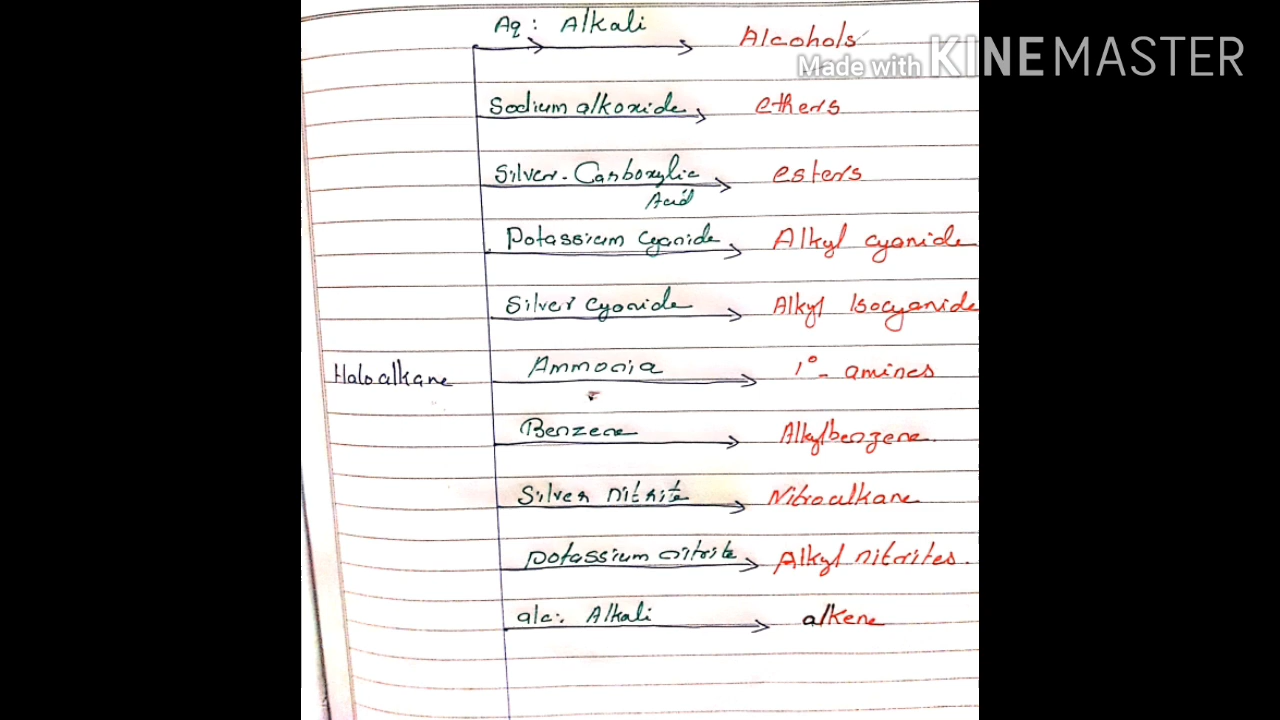 Aq: Alkali Alcohols
Made with KINEMASTER
Sodium alkoxide ethers
Silver-Carboxylic esters
Acid
Potassium Cyanide Alkyl cyanide
Silver cyanide Alkyl Isocyanide
Haloalkane Ammonia 1°- amines
Benzene Alkylbenzene.
Silver nitrite Nitroalkane
potassium nitrite Alkyl nitrites.
alc: Alkali alkene